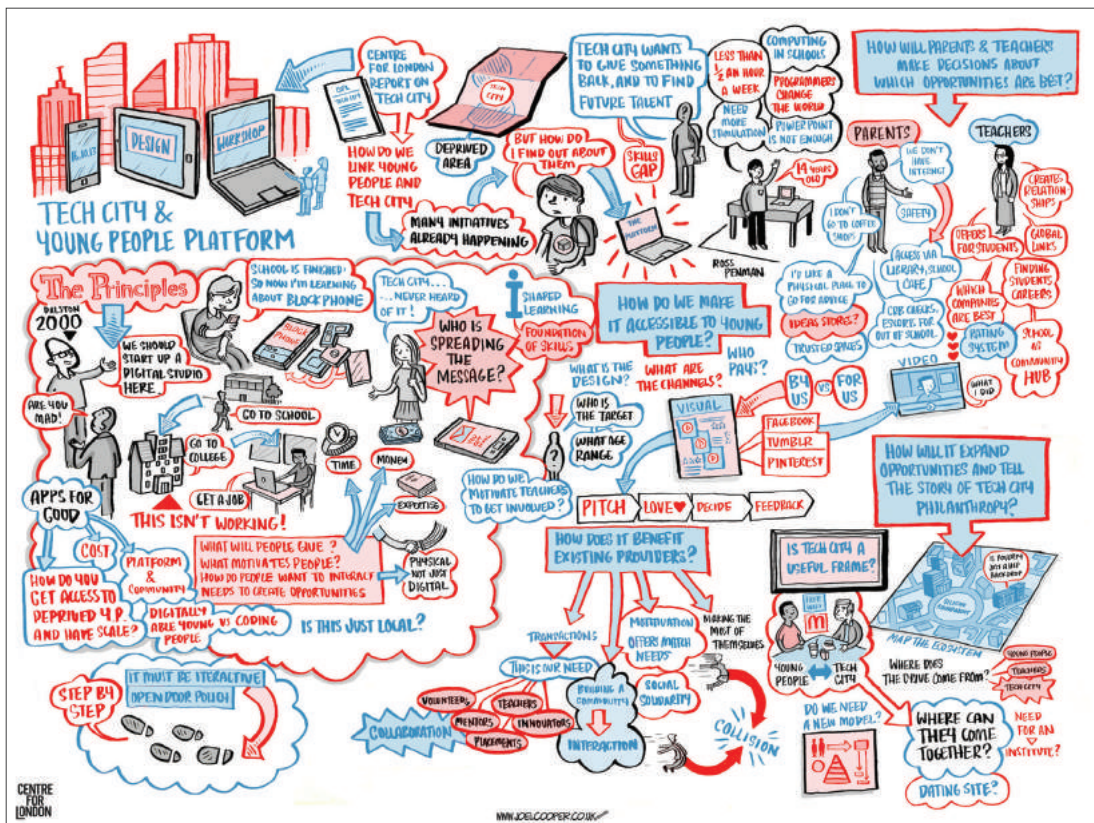 DESIGN
WORKSHOP
TECH CITY &
YOUNG PEOPLE PLATFORM
CENTRE
FOR LONDON
REPORT ON
TECH CITY
HOW DO WE
LINK YOUNG
PEOPLE AND
TECH CITY
TECH
CITY
DEPRIVED
AREA
MANY INITIATIVES
ALREADY HAPPENING
BUT HOW DO
I FIND OUT ABOUT
THEM
TECH CITY WANTS
TO GIVE SOMETHING
BACK, AND TO FIND
FUTURE TALENT
SKILLS
GAP
THE
PLATFORM
LESS THAN
1/2 AN HOUR
A WEEK
NEED
MORE
STIMULATION
COMPUTING
IN SCHOOLS
PROGRAMMERS
CHANGE
THE WORLD
POWERPOINT
IS NOT ENOUGH
14 YEARS
OLD
ROSS
PENMAN
HOW WILL PARENTS & TEACHERS
MAKE DECISIONS ABOUT
WHICH OPPORTUNITIES ARE BEST?
PARENTS
WE DON'T
HAVE
INTERNET
SAFETY
I DON'T
GO TO COFFEE
SHOPS
I'D LIKE A
PHYSICAL PLACE TO
GO FOR ADVICE
IDEAS STORES?
TRUSTED SPACES
ACCESS VIA
LIBRARY, SCHOOL
CAFE
OUT OF SCHOOL
TEACHERS
CREATES
RELATION-
SHIPS
OFFERS
FOR STUDENTS
GLOBAL
LINKS
WHICH
COMPANIES
ARE BEST
FINDING
STUDENTS
CAREERS
RATING
SYSTEM
SCHOOL
AS
COMMUNITY
HUB
VIDEO
WHAT
I DID
The Principles
DALSTON
2000
WE SHOULD
START UP A
DIGITAL STUDIO
HERE
ARE YOU
MAD!
SCHOOL IS FINISHED
SO NOW I'M LEARNING
ABOUT BLOCKPHONE
BLOCK
PHONE
TECH CITY...
...NEVER HEARD
OF IT!
WHO IS
SPREADING
THE
MESSAGE?
GO TO SCHOOL
GO TO
COLLEGE
GET A JOB
THIS ISN'T WORKING!
TIME
MONEY
EXPERTISE
PHYSICAL
NOT JUST
DIGITAL
WHAT WILL PEOPLE GIVE?
WHAT MOTIVATES PEOPLE?
HOW DO PEOPLE WANT TO INTERACT
NEEDS TO CREATE OPPORTUNITIES
APPS FOR
GOOD
COST
PLATFORM
&
COMMUNITY
HOW DO YOU
GET ACCESS TO
DEPRIVED Y.P.
AND HAVE SCALE?
DIGITALLY
ABLE YOUNG VS CODING
PEOPLE
IS THIS JUST LOCAL?
SHARED
LEARNING
FOUNDATION
OF SKILLS
HOW DO WE MAKE
IT ACCESSIBLE TO YOUNG
PEOPLE?
WHAT IS THE
DESIGN?
WHAT ARE
THE CHANNELS?
WHO
PAYS?
WHO IS
THE TARGET
WHAT AGE
RANGE
HOW DO WE
MOTIVATE TEACHERS
TO GET INVOLVED?
VISUAL
BY
US
VS
FOR
US
FACEBOOK
TUMBLR
PINTEREST
PITCH
LOVE
DECIDE
FEEDBACK
HOW DOES IT BENEFIT
EXISTING PROVIDERS?
TRANSACTIONS
THIS IS OUR NEED
VOLUNTEERS
TEACHERS
MENTORS
INNOVATORS
PLACEMENTS
COLLABORATION
BUILDING A
COMMUNITY
INTERACTION
MOTIVATION
OFFERS MATCH
NEEDS
SOCIAL
SOLIDARITY
MAKING THE
MOST OF
THEMSELVES
COLLISION
HOW WILL IT EXPAND
OPPORTUNITIES AND TELL
THE STORY OF TECH CITY
PHILANTHROPY?
IS TECH CITY A
USEFUL FRAME?
YOUNG
PEOPLE
TECH
CITY
IS POVERTY
JUST A HIP
BACKDROP
MAP THE ECOSYSTEM
WHERE DOES
THE DRIVE COME FROM?
YOUNG PEOPLE
TEACHERS
TECH CITY
DO WE NEED
A NEW MODEL?
WHERE CAN
THEY COME
TOGETHER?
NEED
FOR AN
INSTITUTE?
DATING SITE?
IT MUST BE ITERACTIVE
OPEN DOOR POLICY
STEP BY
STEP
CENTRE
FOR
LONDON
WWW.JOELCOOPER.CO.UK